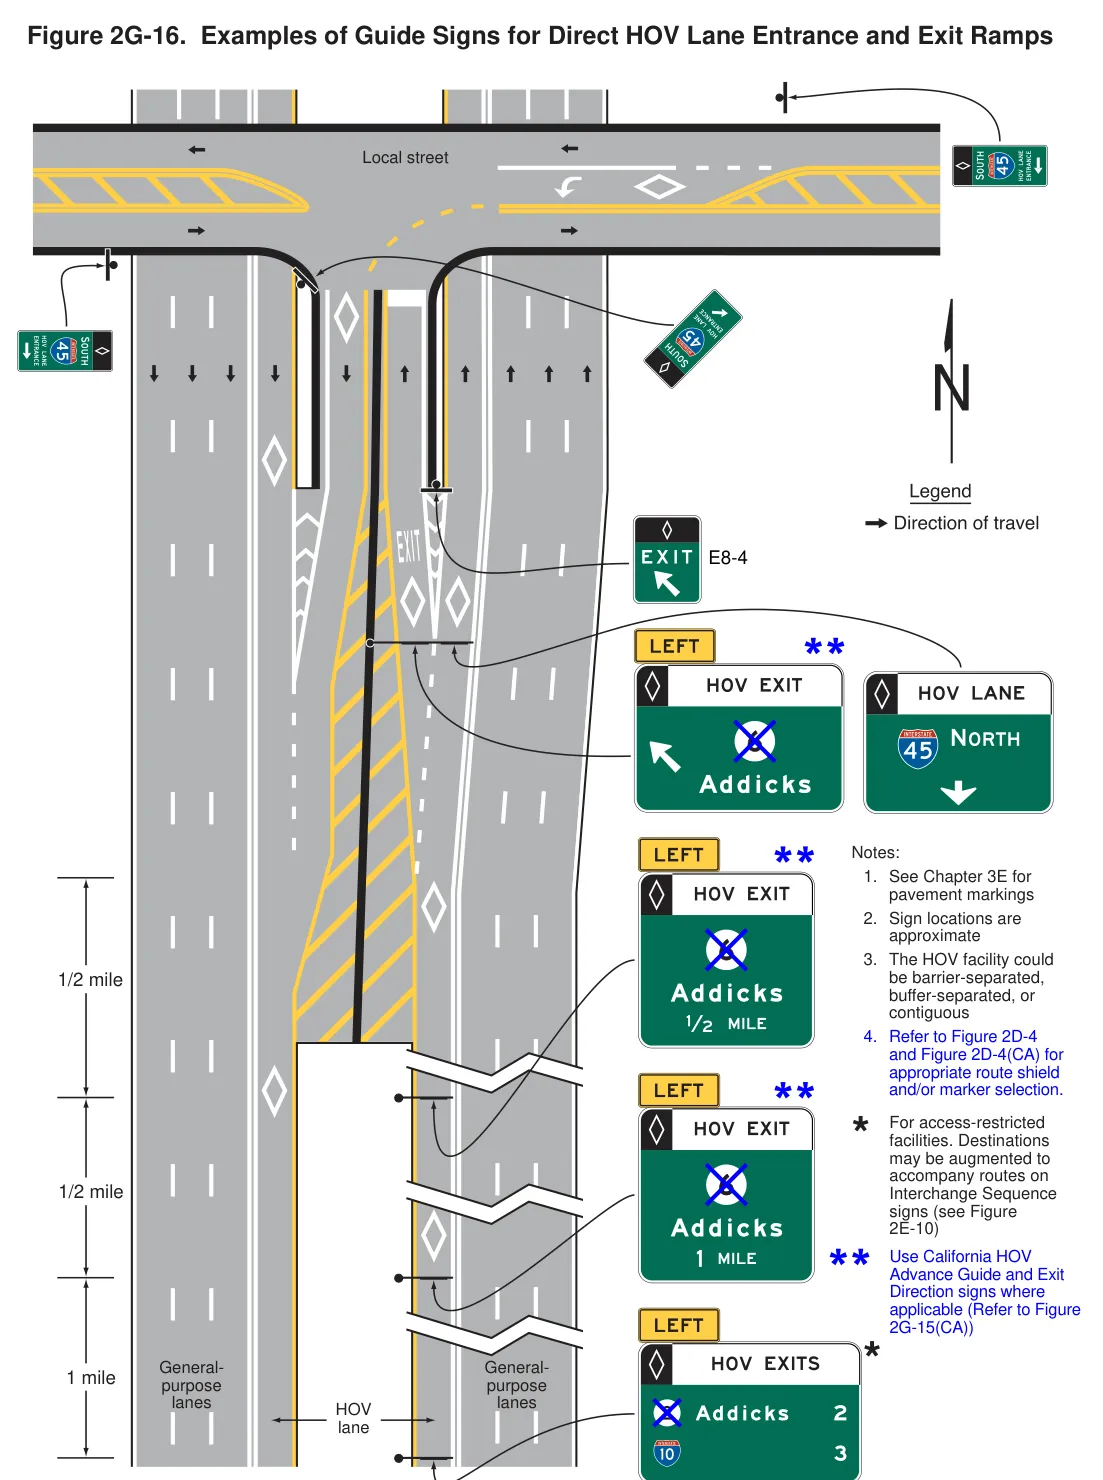 Figure 2G-16.  Examples of Guide Signs for Direct HOV Lane Entrance and Exit Ramps
Local street
SOUTH
INTERSTATE
45
HOV LANE
ENTRANCE
SOUTH
INTERSTATE
45
HOV LANE
ENTRANCE
SOUTH
INTERSTATE
45
HOV LANE
ENTRANCE
N
Legend
Direction of travel
EXIT
EXIT
E8-4
LEFT
**
HOV EXIT
Addicks
HOV LANE
INTERSTATE
45
NORTH
LEFT
**
HOV EXIT
Addicks
1/2 MILE
Notes:
1. See Chapter 3E for
pavement markings
2. Sign locations are
approximate
3. The HOV facility could
be barrier-separated,
buffer-separated, or
contiguous
4. Refer to Figure 2D-4
and Figure 2D-4(CA) for
appropriate route shield
and/or marker selection.
* For access-restricted
facilities. Destinations
may be augmented to
accompany routes on
Interchange Sequence
signs (see Figure
2E-10)
** Use California HOV
Advance Guide and Exit
Direction signs where
applicable (Refer to Figure
2G-15(CA))
1/2 mile
1/2 mile
1 mile
LEFT
**
HOV EXIT
Addicks
1 MILE
LEFT
*
HOV EXITS
Addicks 2
INTERSTATE
10 3
General-
purpose
lanes
HOV
lane
General-
purpose
lanes